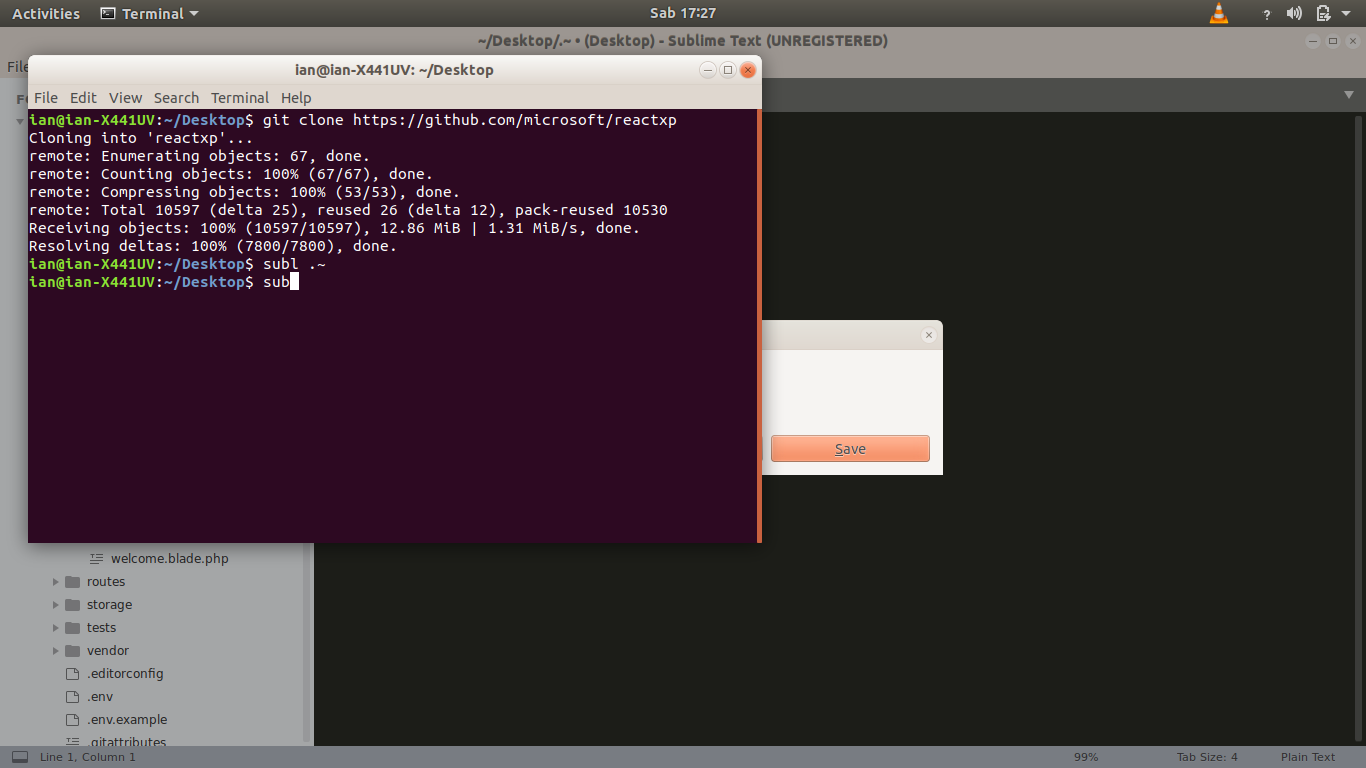 Activities Terminal Sab 17:27 ?
~/Desktop/.~ • (Desktop) - Sublime Text (UNREGISTERED)
File
ian@ian-X441UV: ~/Desktop
File Edit View Search Terminal Help
ian@ian-X441UV:~/Desktop$ git clone https://github.com/microsoft/reactxp
Cloning into 'reactxp'...
remote: Enumerating objects: 67, done.
remote: Counting objects: 100% (67/67), done.
remote: Compressing objects: 100% (53/53), done.
remote: Total 10597 (delta 25), reused 26 (delta 12), pack-reused 10530
Receiving objects: 100% (10597/10597), 12.86 MiB | 1.31 MiB/s, done.
Resolving deltas: 100% (7800/7800), done.
ian@ian-X441UV:~/Desktop$ subl .~
ian@ian-X441UV:~/Desktop$ sub
Save
welcome.blade.php
routes
storage
tests
vendor
.editorconfig
.env
.env.example
.gitattributes
Line 1, Column 1 99% Tab Size: 4 Plain Text